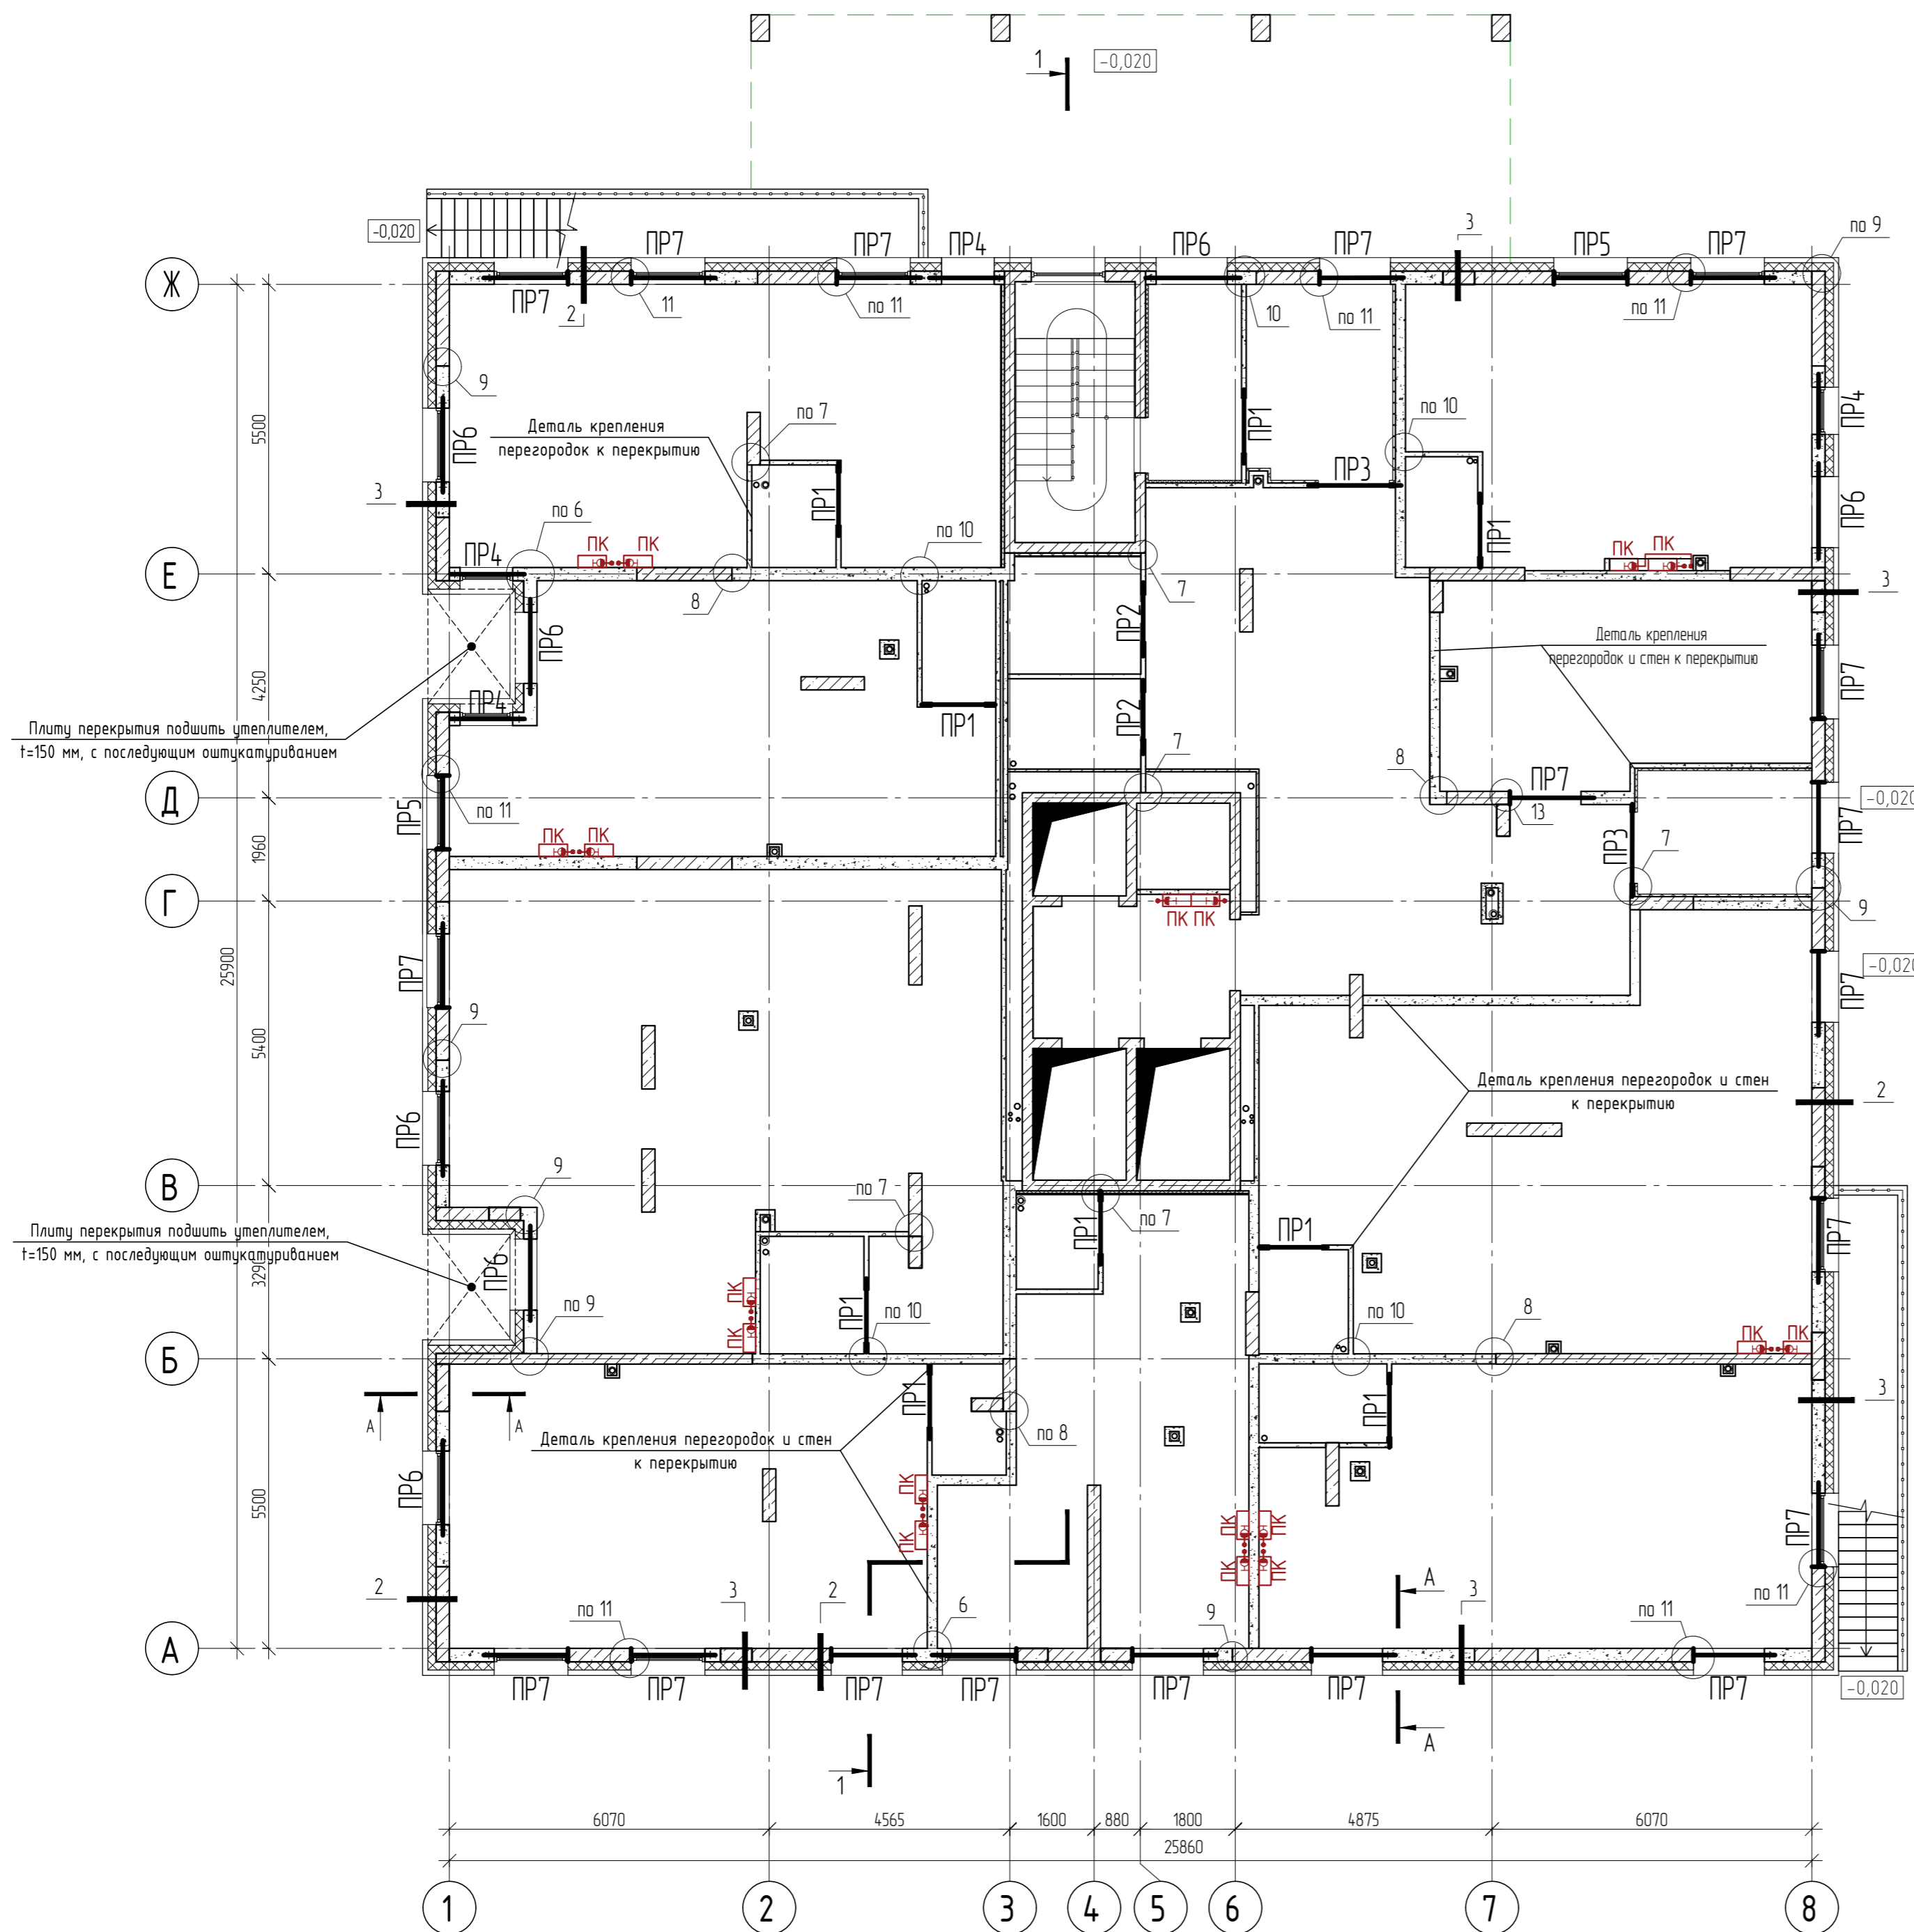 1
-0,020
-0,020
ПР7
ПР7
ПР4
ПР6
ПР7
3
ПР5
ПР7
по 9
Ж
ПР7
2
11
по 11
10
по 11
по 11
9
5500
ПР6
Деталь крепления
перегородок к перекрытию
по 7
ПР1
ПР1
ПР3
по 10
ПР4
3
по 6
ПК
ПК
по 10
ПР1
ПК
ПК
ПР6
Е
ПР4
8
7
3
ПР6
ПР2
Деталь крепления
перегородок и стен к перекрытию
4250
ПР4
ПР1
ПР2
ПР7
Плиту перекрытия подшить утеплителем,
t=150 мм, с последующим оштукатуриванием
7
8
ПР7
Д
ПР5
по 11
13
-0,020
1960
ПК
ПК
ПР3
7
ПР7
Г
ПК
ПК
9
25900
ПР7
-0,020
ПР7
9
5400
Деталь крепления перегородок и стен
к перекрытию
2
ПР6
9
по 7
В
ПР1
по 7
Плиту перекрытия подшить утеплителем,
t=150 мм, с последующим оштукатуриванием
3290
ПР6
ПК
ПК
ПР1
ПР1
ПР7
по 9
по 10
по 10
8
ПК
ПК
Б
А
А
ПР1
ПР1
3
по 8
Деталь крепления перегородок и стен
к перекрытию
ПР6
5500
ПК
ПК
ПК
ПК
ПК
ПК
ПР7
2
по 11
3
2
6
9
А
3
по 11
по 11
А
ПР7
ПР7
ПР7
ПР7
ПР7
ПР7
ПР7
-0,020
А
1
6070
4565
1600
880
1800
4875
6070
25860
1
2
3
4
5
6
7
8